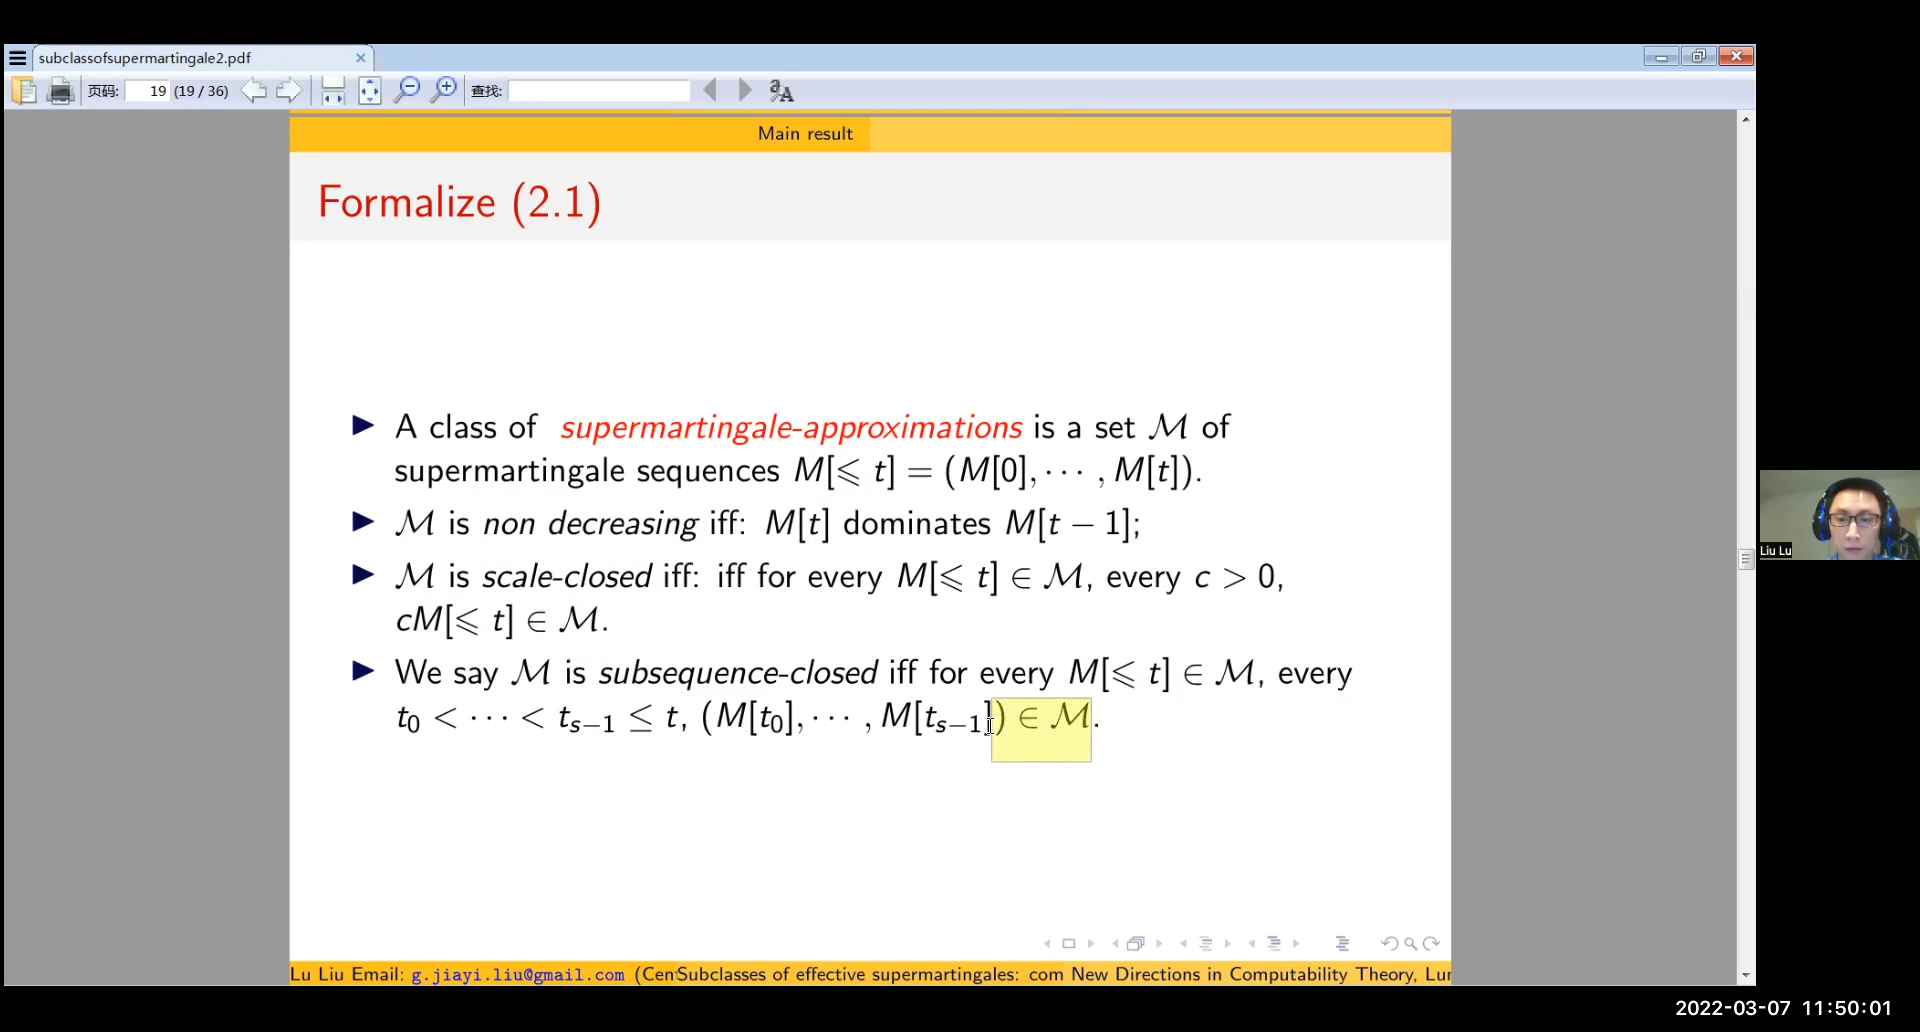 subclassofsupermartingale2.pdf
页码: 19 (19 / 36) 查找:
Main result
Formalize (2.1)
A class of supermartingale-approximations is a set ℳ of
supermartingale sequences M[⩽ t] = (M[0], ··· , M[t]).
ℳ is non decreasing iff: M[t] dominates M[t − 1];
ℳ is scale-closed iff: iff for every M[⩽ t] ∈ ℳ, every c > 0,
cM[⩽ t] ∈ ℳ.
We say ℳ is subsequence-closed iff for every M[⩽ t] ∈ ℳ, every
t₀ < ··· < tₛ₋₁ ≤ t, (M[t₀], ··· , M[tₛ₋₁]) ∈ ℳ.
Liu Lu
Lu Liu Email: g.jiayi.liu@gmail.com (Cen Subclasses of effective supermartingales: com New Directions in Computability Theory, Lu
2022-03-07 11:50:01